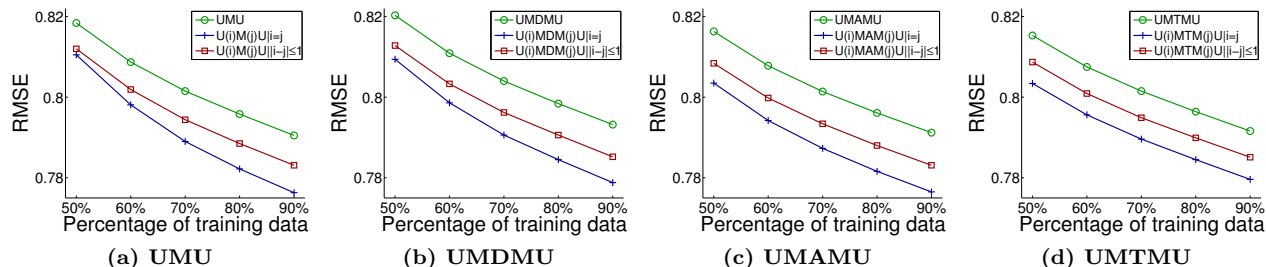 0.82
0.8
0.78
RMSE
UMU
U(i)M(j)U|i=j
U(i)M(j)U||i−j|≤1
50% 60% 70% 80% 90%
Percentage of training data
(a) UMU
0.82
0.8
0.78
RMSE
UMDMU
U(i)MDM(j)U|i=j
U(i)MDM(j)U||i−j|≤1
50% 60% 70% 80% 90%
Percentage of training data
(b) UMDMU
0.82
0.8
0.78
RMSE
UMAMU
U(i)MAM(j)U|i=j
U(i)MAM(j)U||i−j|≤1
50% 60% 70% 80% 90%
Percentage of training data
(c) UMAMU
0.82
0.8
0.78
RMSE
UMTMU
U(i)MTM(j)U|i=j
U(i)MTM(j)U||i−j|≤1
50% 60% 70% 80% 90%
Percentage of training data
(d) UMTMU